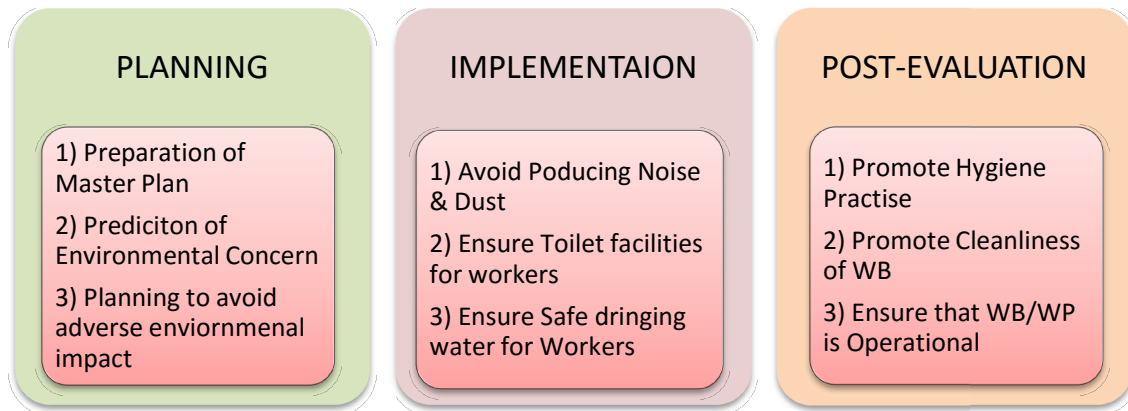 PLANNING
1) Preparation of
Master Plan
2) Prediciton of
Environmental Concern
3) Planning to avoid
adverse enviornmenal
impact
IMPLEMENTAION
1) Avoid Poducing Noise
& Dust
2) Ensure Toilet facilities
for workers
3) Ensure Safe dringing
water for Workers
POST-EVALUATION
1) Promote Hygiene
Practise
2) Promote Cleanliness
of WB
3) Ensure that WB/WP
is Operational